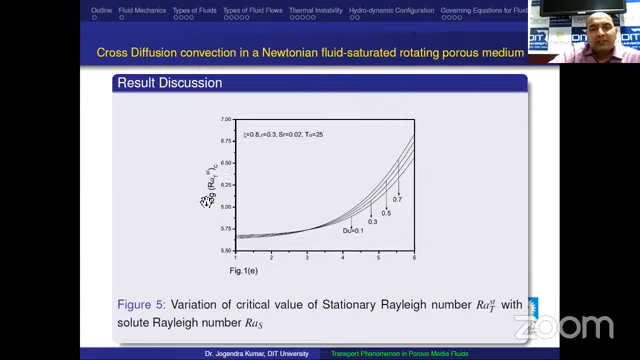 Outline Fluid Mechanics Types of Fluids Types of Fluid Flows Thermal Instability Hydro-dynamic Configuration Governing Equations for Fluid
Cross Diffusion convection in a Newtonian fluid-saturated rotating porous medium
Result Discussion
7.00
6.75
6.50
6.25
6.00
5.75
5.50
ξ=0.8, ε=0.3, Sr=0.02, Ta=25
(Ra_T^st)_C
0.7
0.5
0.3
Du=0.1
1 2 3 4 5 6
Fig.1(e)
Figure 5: Variation of critical value of Stationary Rayleigh number Ra_T^st with
solute Rayleigh number Ra_S
zoom
Dr. Jogendra Kumar, DIT University Transport Phenomenon in Porous Media Fluids